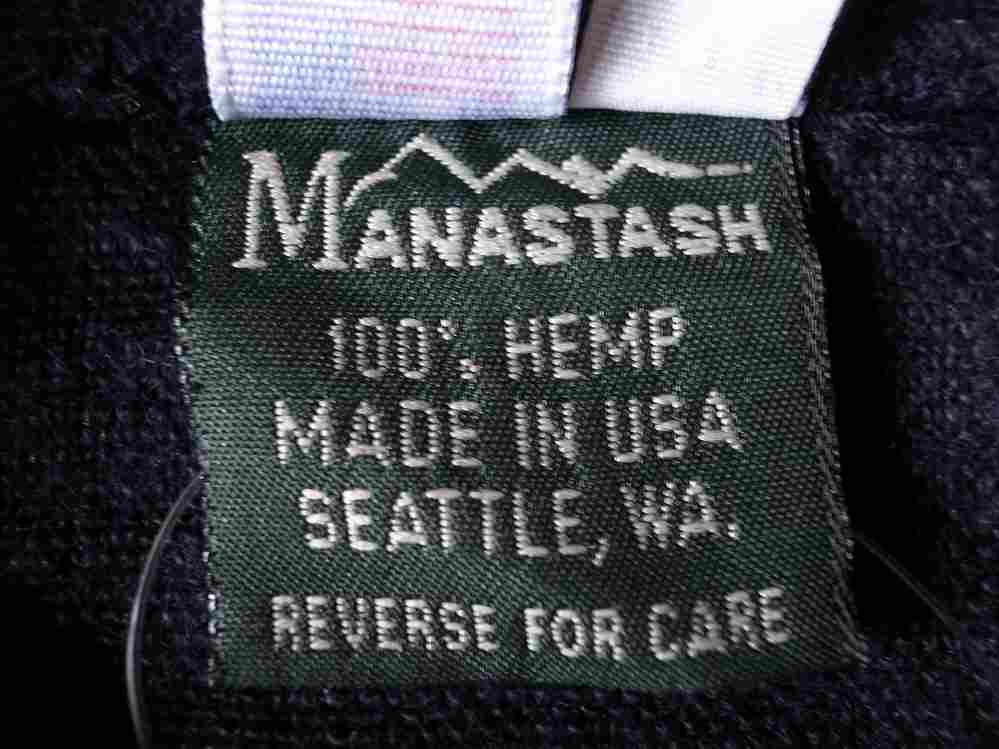 MANASTASH
100% HEMP
MADE IN USA
SEATTLE, WA.
REVERSE FOR CARE